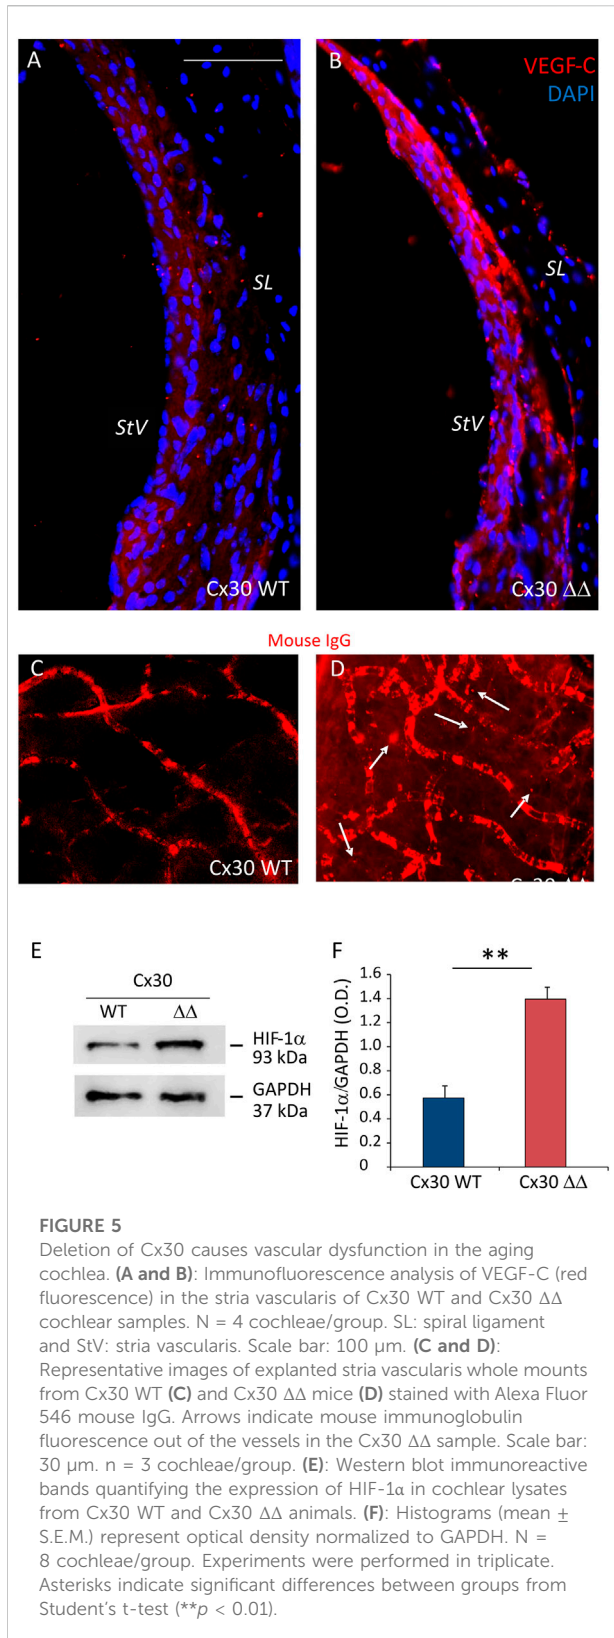 A
B
VEGF-C
DAPI
SL
SL
StV
StV
Cx30 WT
Cx30 ΔΔ
Mouse IgG
C
D
Cx30 WT
Cx30 ΔΔ
E
Cx30
WT ΔΔ
HIF-1α
93 kDa
GAPDH
37 kDa
F
**
HIF-1α/GAPDH (O.D.)
1.6
1.4
1.2
1.0
0.8
0.6
0.4
0.2
0
Cx30 WT Cx30 ΔΔ
FIGURE 5
Deletion of Cx30 causes vascular dysfunction in the aging
cochlea. (A and B): Immunofluorescence analysis of VEGF-C (red
fluorescence) in the stria vascularis of Cx30 WT and Cx30 ΔΔ
cochlear samples. N = 4 cochleae/group. SL: spiral ligament
and StV: stria vascularis. Scale bar: 100 μm. (C and D):
Representative images of explanted stria vascularis whole mounts
from Cx30 WT (C) and Cx30 ΔΔ mice (D) stained with Alexa Fluor
546 mouse IgG. Arrows indicate mouse immunoglobulin
fluorescence out of the vessels in the Cx30 ΔΔ sample. Scale bar:
30 μm. n = 3 cochleae/group. (E): Western blot immunoreactive
bands quantifying the expression of HIF-1α in cochlear lysates
from Cx30 WT and Cx30 ΔΔ animals. (F): Histograms (mean ±
S.E.M.) represent optical density normalized to GAPDH. N =
8 cochleae/group. Experiments were performed in triplicate.
Asterisks indicate significant differences between groups from
Student's t-test (**p < 0.01).